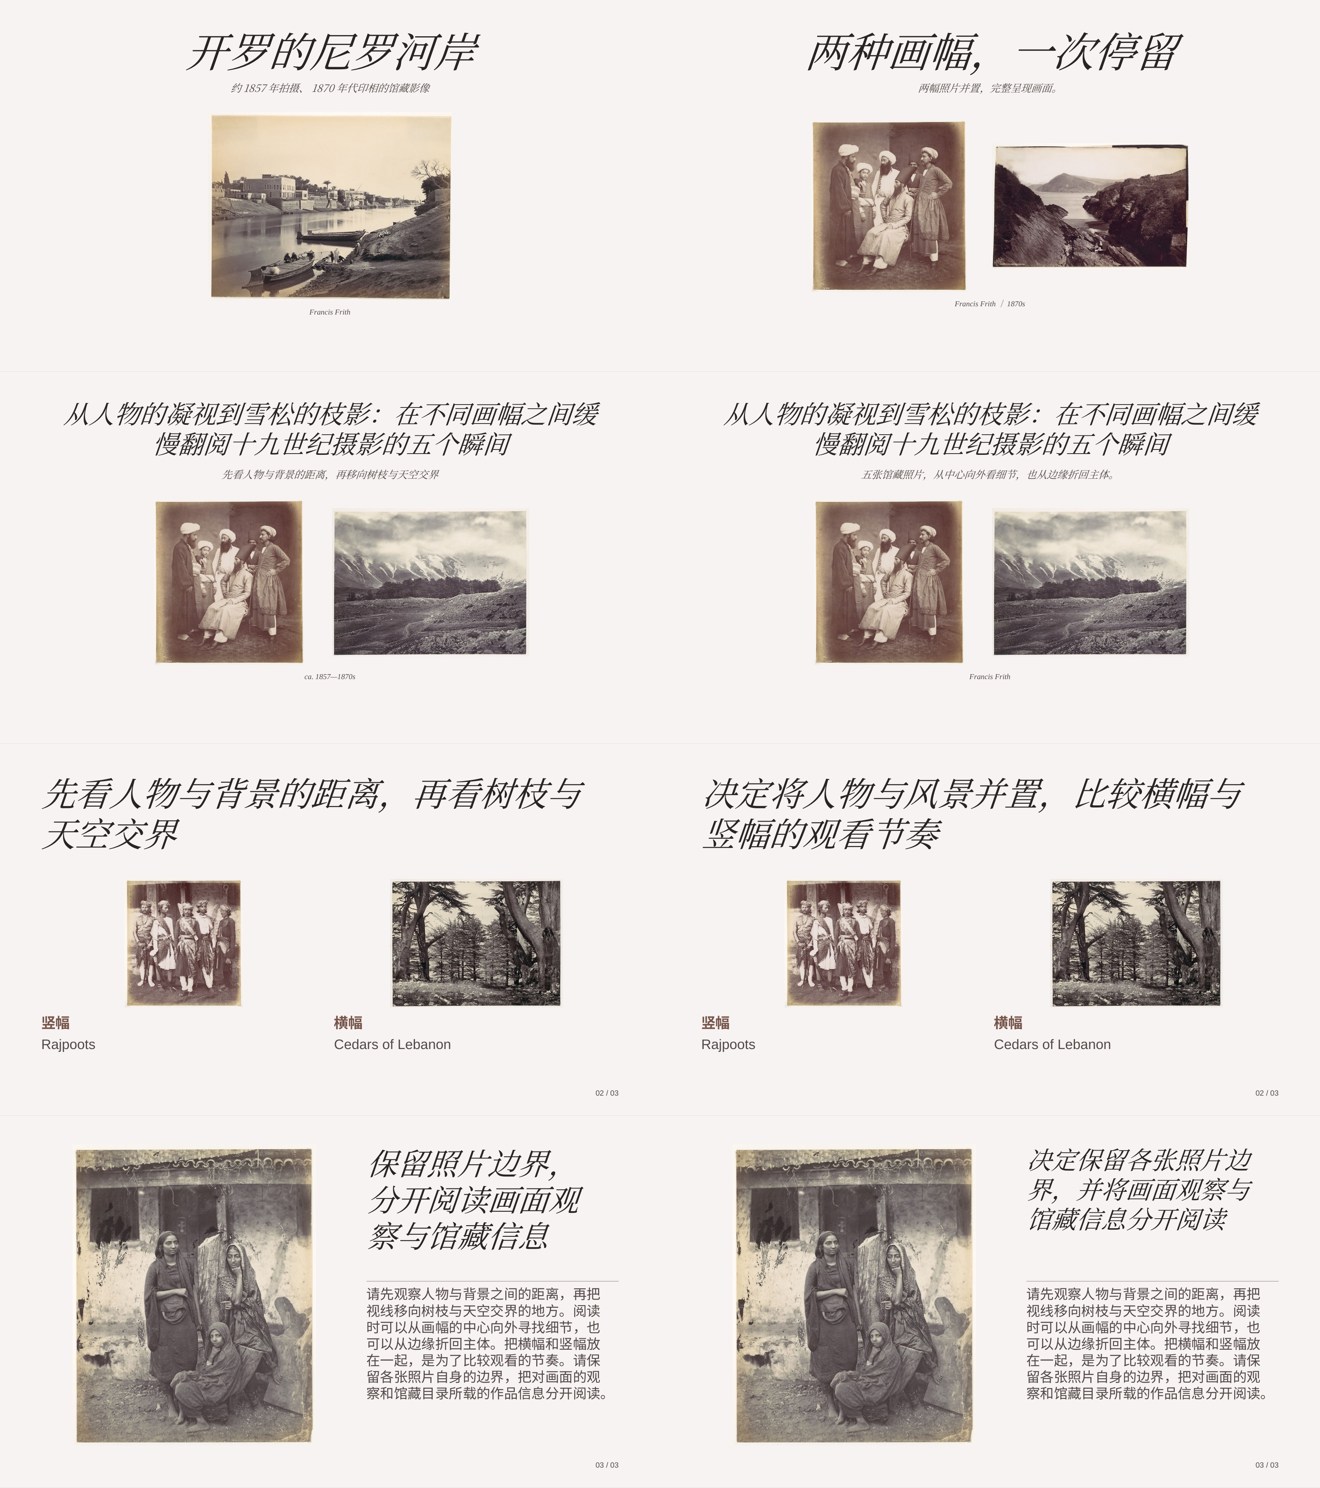 开罗的尼罗河岸
约 1857 年拍摄、 1870 年代印相的馆藏影像
Francis Frith
两种画幅，一次停留
两幅照片并置，完整呈现画面。
Francis Frith / 1870s
从人物的凝视到雪松的枝影：在不同画幅之间缓
慢翻阅十九世纪摄影的五个瞬间
先看人物与背景的距离，再移向树枝与天空交界
ca. 1857—1870s
从人物的凝视到雪松的枝影：在不同画幅之间缓
慢翻阅十九世纪摄影的五个瞬间
五张馆藏照片，从中心向外看细节，也从边缘折回主体。
Francis Frith
先看人物与背景的距离，再看树枝与
天空交界
竖幅
Rajpoots
横幅
Cedars of Lebanon
02 / 03
决定将人物与风景并置，比较横幅与
竖幅的观看节奏
竖幅
Rajpoots
横幅
Cedars of Lebanon
02 / 03
保留照片边界，
分开阅读画面观
察与馆藏信息
请先观察人物与背景之间的距离，再把
视线移向树枝与天空交界的地方。阅读
时可以从画幅的中心向外寻找细节，也
可以从边缘折回主体。把横幅和竖幅放
在一起，是为了比较观看的节奏。请保
留各张照片自身的边界，把对画面的观
察和馆藏目录所载的作品信息分开阅读。
03 / 03
决定保留各张照片边
界，并将画面观察与
馆藏信息分开阅读
请先观察人物与背景之间的距离，再把
视线移向树枝与天空交界的地方。阅读
时可以从画幅的中心向外寻找细节，也
可以从边缘折回主体。把横幅和竖幅放
在一起，是为了比较观看的节奏。请保
留各张照片自身的边界，把对画面的观
察和馆藏目录所载的作品信息分开阅读。
03 / 03